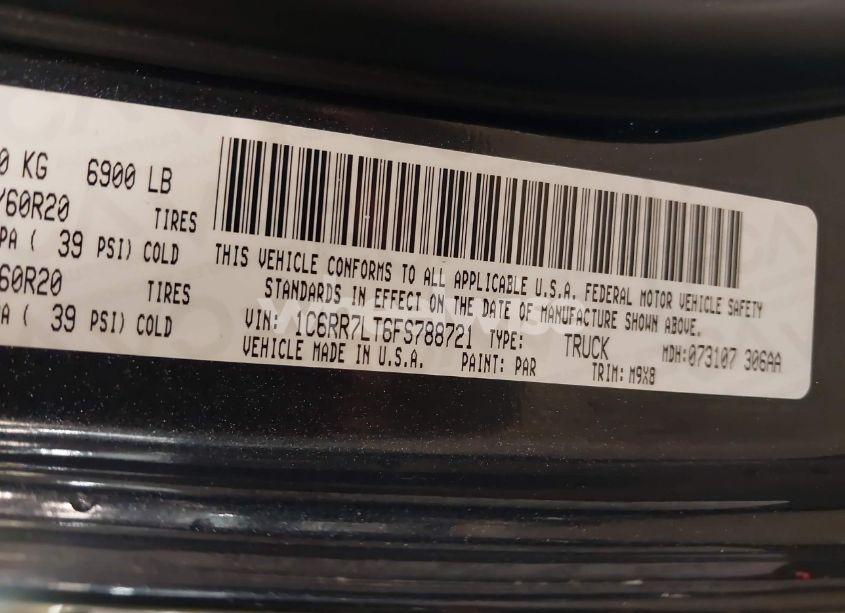 0 KG 6900 LB
/60R20 TIRES
PA ( 39 PSI) COLD
60R20 TIRES
A ( 39 PSI) COLD
THIS VEHICLE CONFORMS TO ALL APPLICABLE U.S.A. FEDERAL MOTOR VEHICLE SAFETY
STANDARDS IN EFFECT ON THE DATE OF MANUFACTURE SHOWN ABOVE.
VIN: 1C6RR7LT6FS788721 TYPE: TRUCK MDH:073107 306AA
VEHICLE MADE IN U.S.A. PAINT: PAR TRIM: M9X8